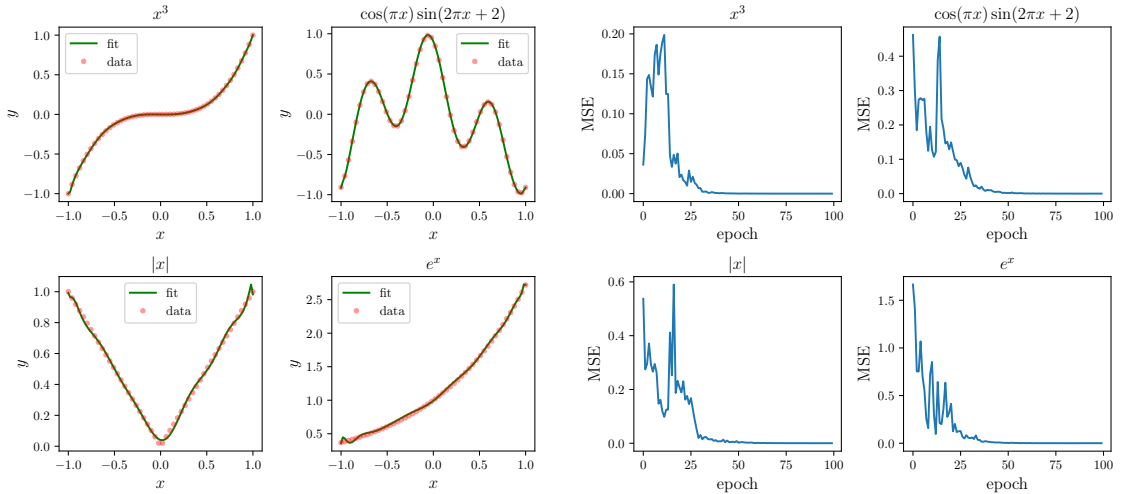 x³
cos(πx) sin(2πx + 2)
x³
cos(πx) sin(2πx + 2)
1.0
0.5
0.0
−0.5
−1.0
y
fit
data
−1.0 −0.5 0.0 0.5 1.0
x
1.0
0.5
0.0
−0.5
−1.0
y
fit
data
−1.0 −0.5 0.0 0.5 1.0
x
0.20
0.15
0.10
0.05
0.00
MSE
0 25 50 75 100
epoch
0.4
0.3
0.2
0.1
0.0
MSE
0 25 50 75 100
epoch
|x|
e^x
|x|
e^x
1.0
0.8
0.6
0.4
0.2
0.0
y
fit
data
−1.0 −0.5 0.0 0.5 1.0
x
2.5
2.0
1.5
1.0
0.5
y
fit
data
−1.0 −0.5 0.0 0.5 1.0
x
0.6
0.4
0.2
0.0
MSE
0 25 50 75 100
epoch
1.5
1.0
0.5
0.0
MSE
0 25 50 75 100
epoch